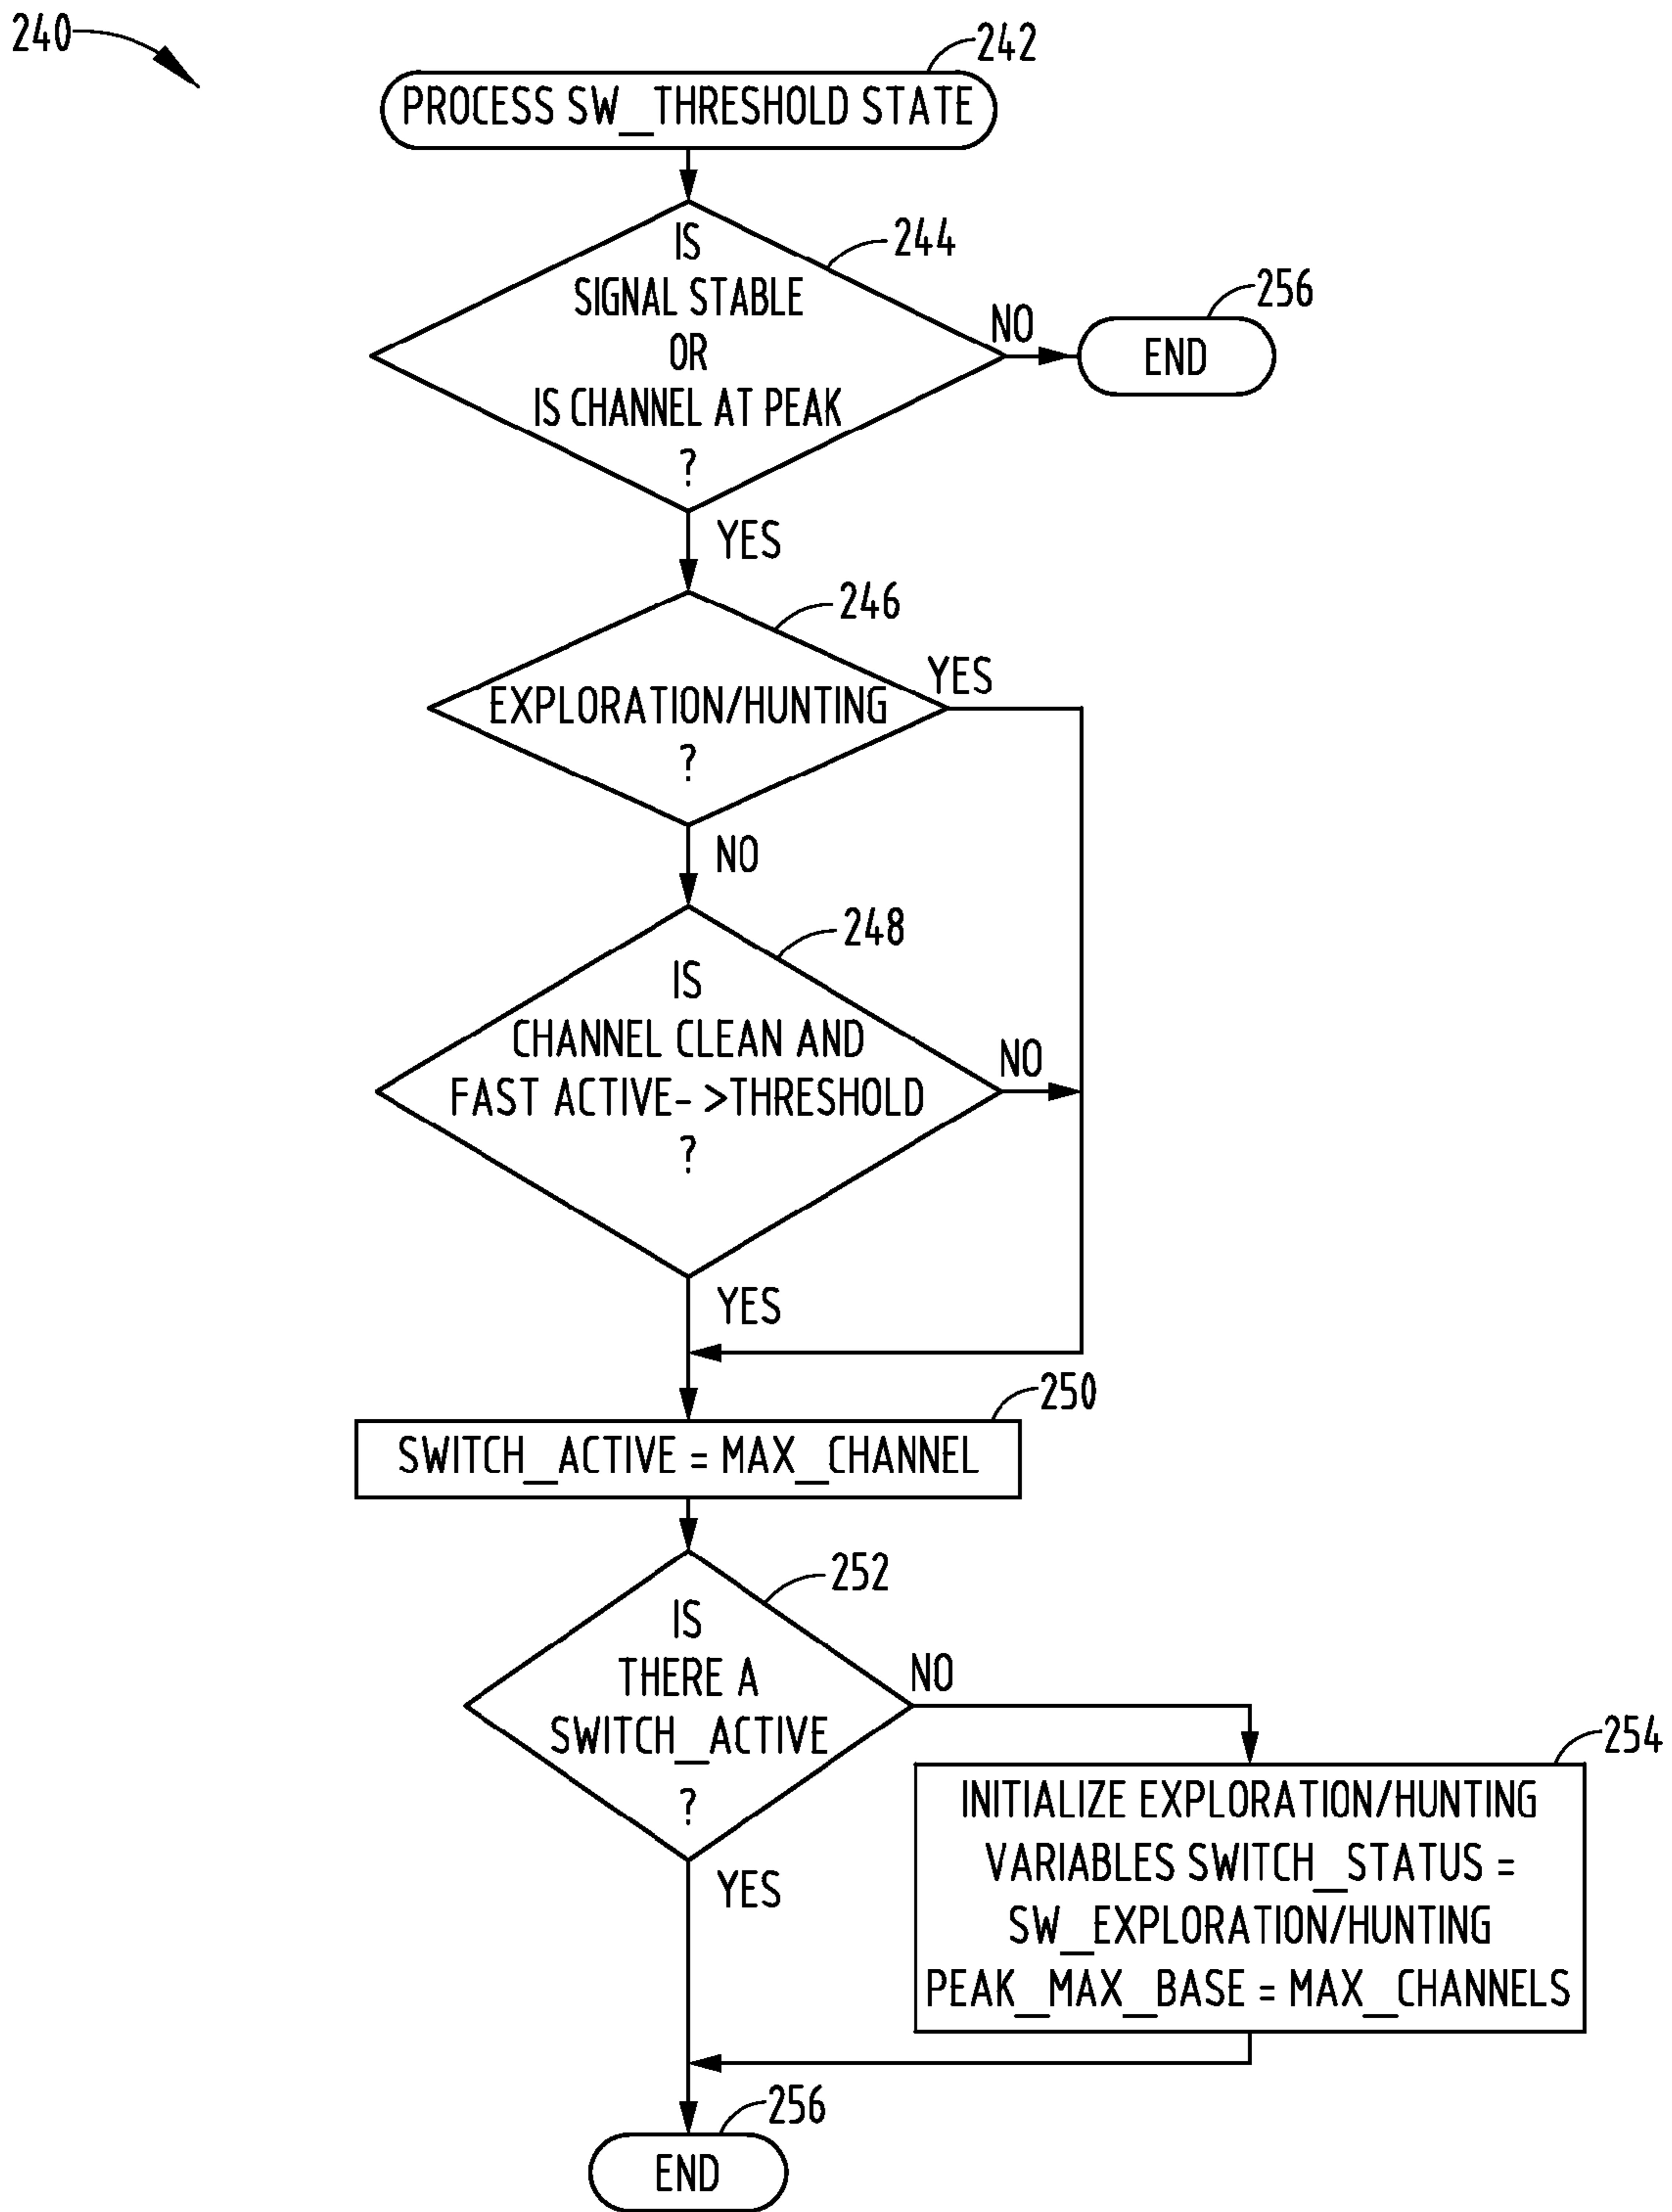 240
242
PROCESS SW_THRESHOLD STATE
244
IS
SIGNAL STABLE
OR
IS CHANNEL AT PEAK
?
NO
256
END
YES
246
EXPLORATION/HUNTING
?
YES
NO
248
IS
CHANNEL CLEAN AND
FAST ACTIVE- >THRESHOLD
?
NO
YES
250
SWITCH_ACTIVE = MAX_CHANNEL
252
IS
THERE A
SWITCH_ACTIVE
?
NO
YES
254
INITIALIZE EXPLORATION/HUNTING
VARIABLES SWITCH_STATUS =
SW_EXPLORATION/HUNTING
PEAK_MAX_BASE = MAX_CHANNELS
256
END